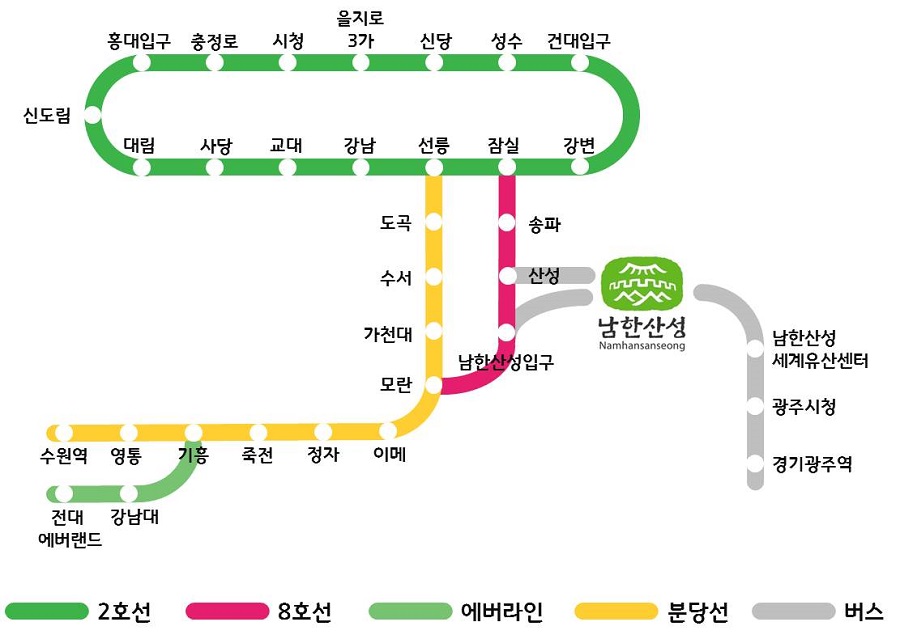 을지로
홍대입구 충정로 시청 3가 신당 성수 건대입구
신도림
대림 사당 교대 강남 선릉 잠실 강변
도곡 송파
수서 산성
가천대
모란 남한산성입구
남한산성
Namhansanseong
남한산성
세계유산센터
광주시청
경기광주역
수원역 영통 기흥 죽전 정자 이메
전대
에버랜드
강남대
2호선 8호선 에버라인 분당선 버스